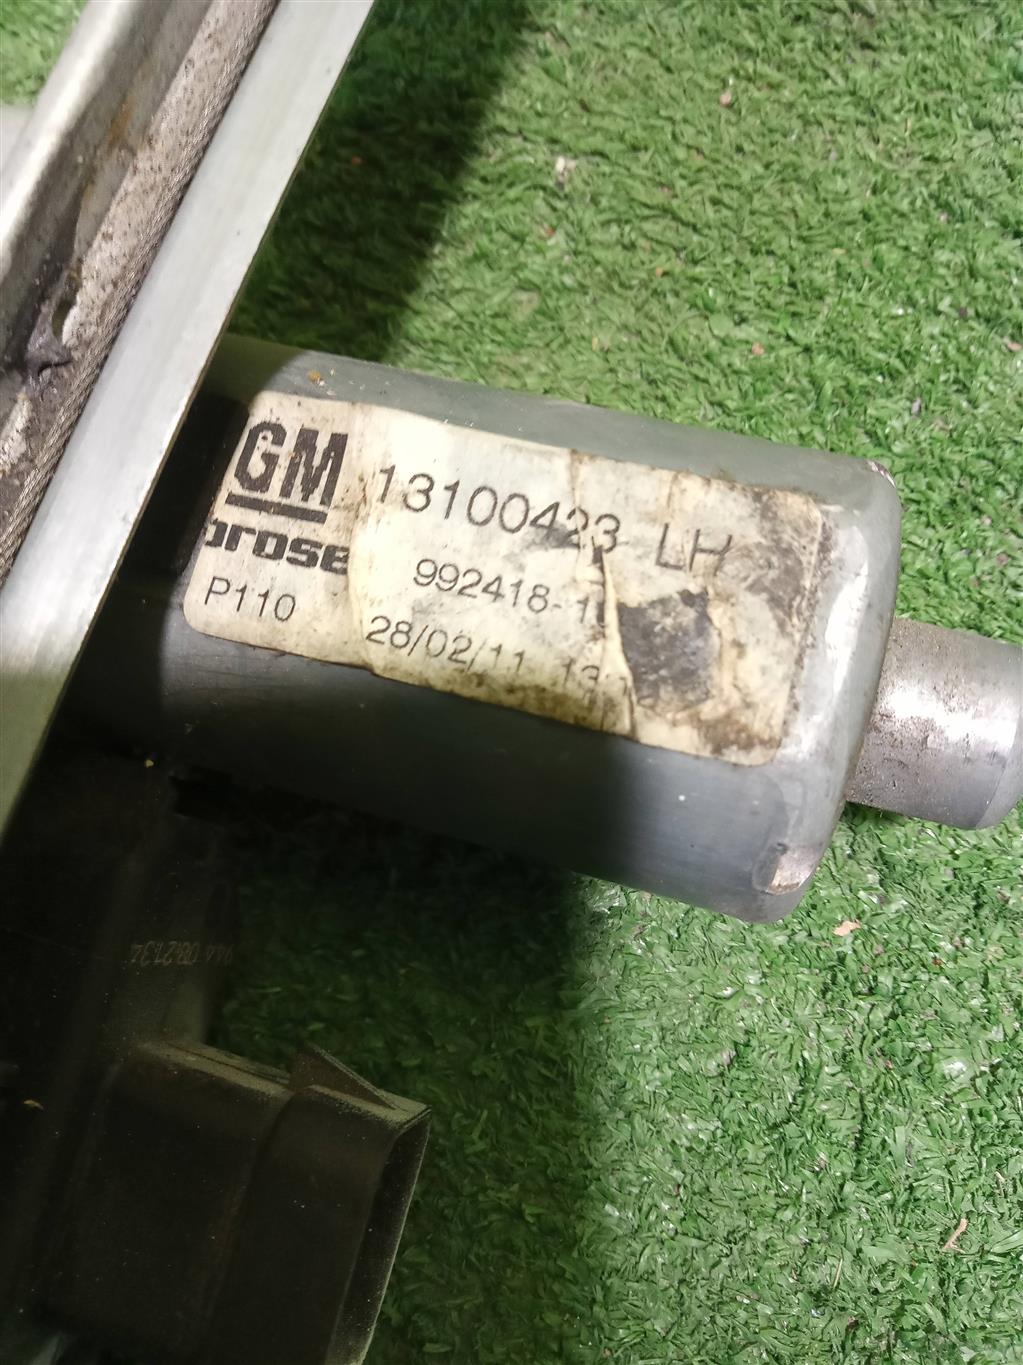 GM 13100423 LH
brose 992418-1
P110 28/02/11 13